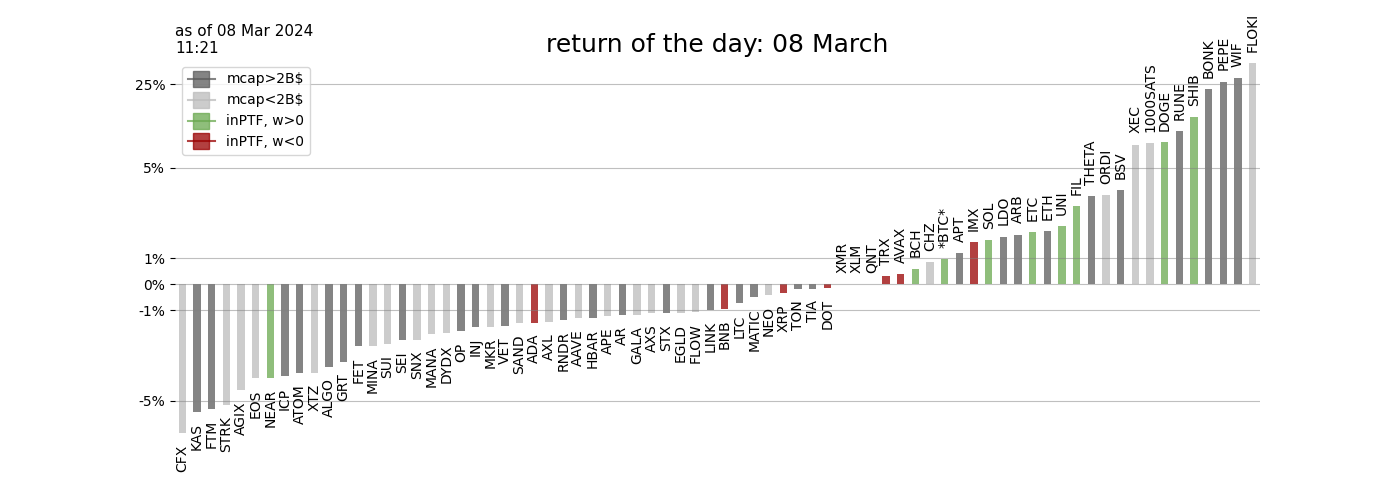 as of 08 Mar 2024
11:21
return of the day: 08 March
mcap>2B$
mcap<2B$
inPTF, w>0
inPTF, w<0
25%
5%
1%
0%
-1%
-5%
CFX
KAS
FTM
STRK
AGIX
EOS
NEAR
ICP
ATOM
XTZ
ALGO
GRT
FET
MINA
SUI
SEI
SNX
MANA
DYDX
OP
INJ
MKR
VET
SAND
ADA
AXL
RNDR
AAVE
HBAR
APE
AR
GALA
AXS
STX
EGLD
FLOW
LINK
BNB
LTC
MATIC
NEO
XRP
TON
TIA
DOT
XMR
XLM
QNT
TRX
AVAX
BCH
CHZ
*BTC*
APT
IMX
SOL
LDO
ARB
ETC
ETH
UNI
FIL
THETA
ORDI
BSV
XEC
1000SATS
DOGE
RUNE
SHIB
BONK
PEPE
WIF
FLOKI